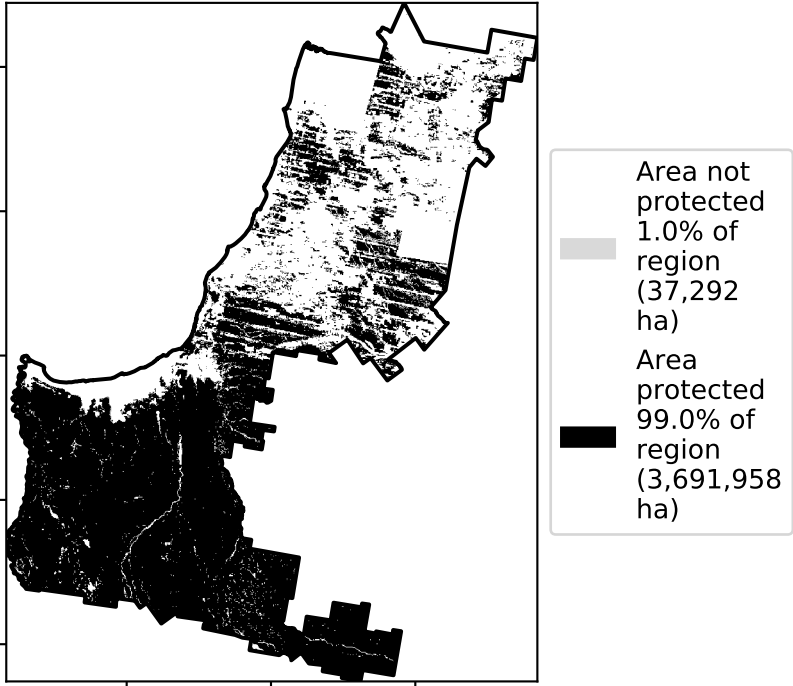 Area not
protected
1.0% of
region
(37,292
ha)
Area
protected
99.0% of
region
(3,691,958
ha)